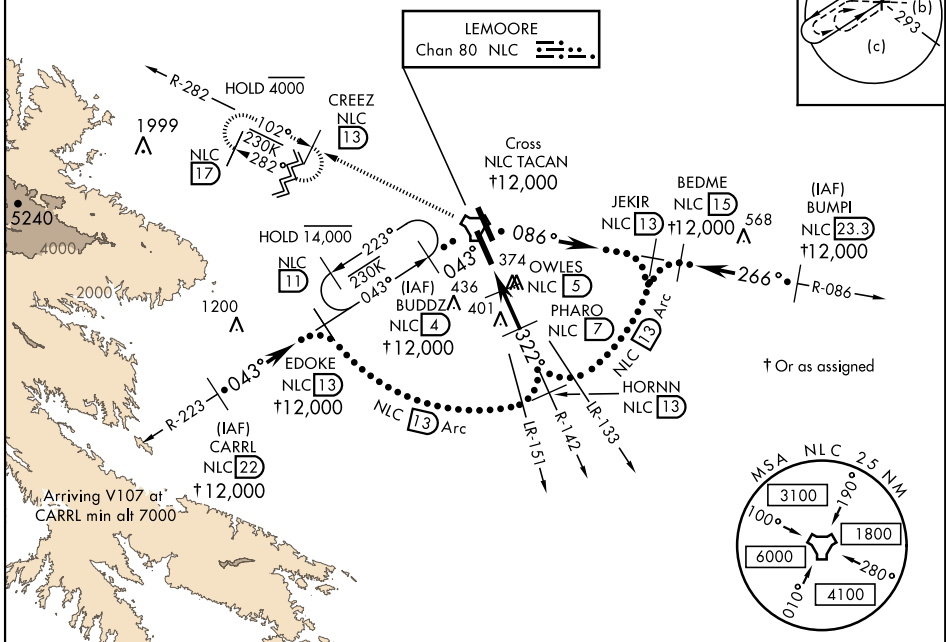 (b)
293
(c)
LEMOORE
Chan 80 NLC
R-282
HOLD 4000
CREEZ
NLC
13
102°
230K
282°
1999
NLC
17
Cross
NLC TACAN
†12,000
5240
4000
2000
1200
HOLD 14,000
NLC
11
223°
230K
043°
043°
086°
JEKIR
NLC 13
BEDME
NLC 15
†12,000
568
(IAF)
BUMPI
NLC 23.3
†12,000
266°
R-086
374
OWLES
NLC 5
436
401
(IAF)
BUDDZ
NLC 4
†12,000
PHARO
NLC 7
322°
NLC 13 Arc
† Or as assigned
EDOKE
NLC 13
†12,000
043°
R-223
(IAF)
CARRL
NLC 22
†12,000
NLC 13 Arc
HORNN
NLC 13
LR-151
R-142
LR-133
Arriving V107 at
CARRL min alt 7000
MSA NLC 25 NM
3100
190°
100°
1800
6000
280°
010°
4100